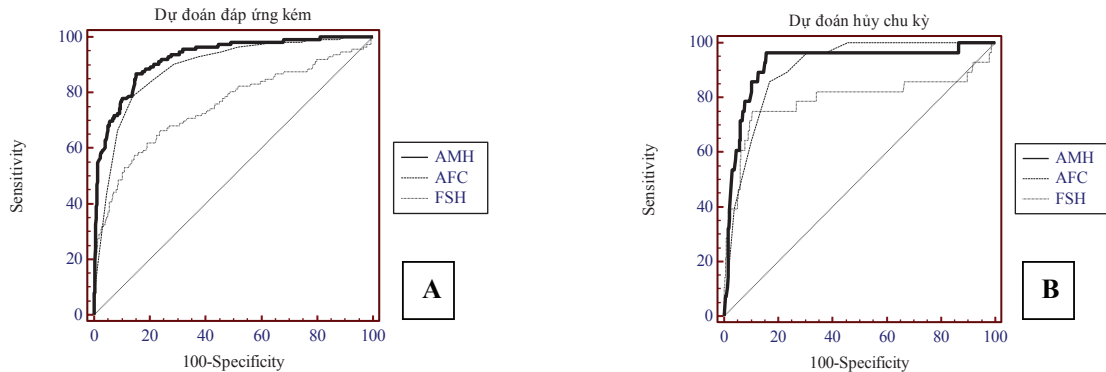 Dự đoán đáp ứng kém
100
80
60
40
20
0
Sensitivity
0 20 40 60 80 100
100-Specificity
AMH
AFC
FSH
A
Dự đoán hủy chu kỳ
100
80
60
40
20
0
Sensitivity
0 20 40 60 80 100
100-Specificity
AMH
AFC
FSH
B